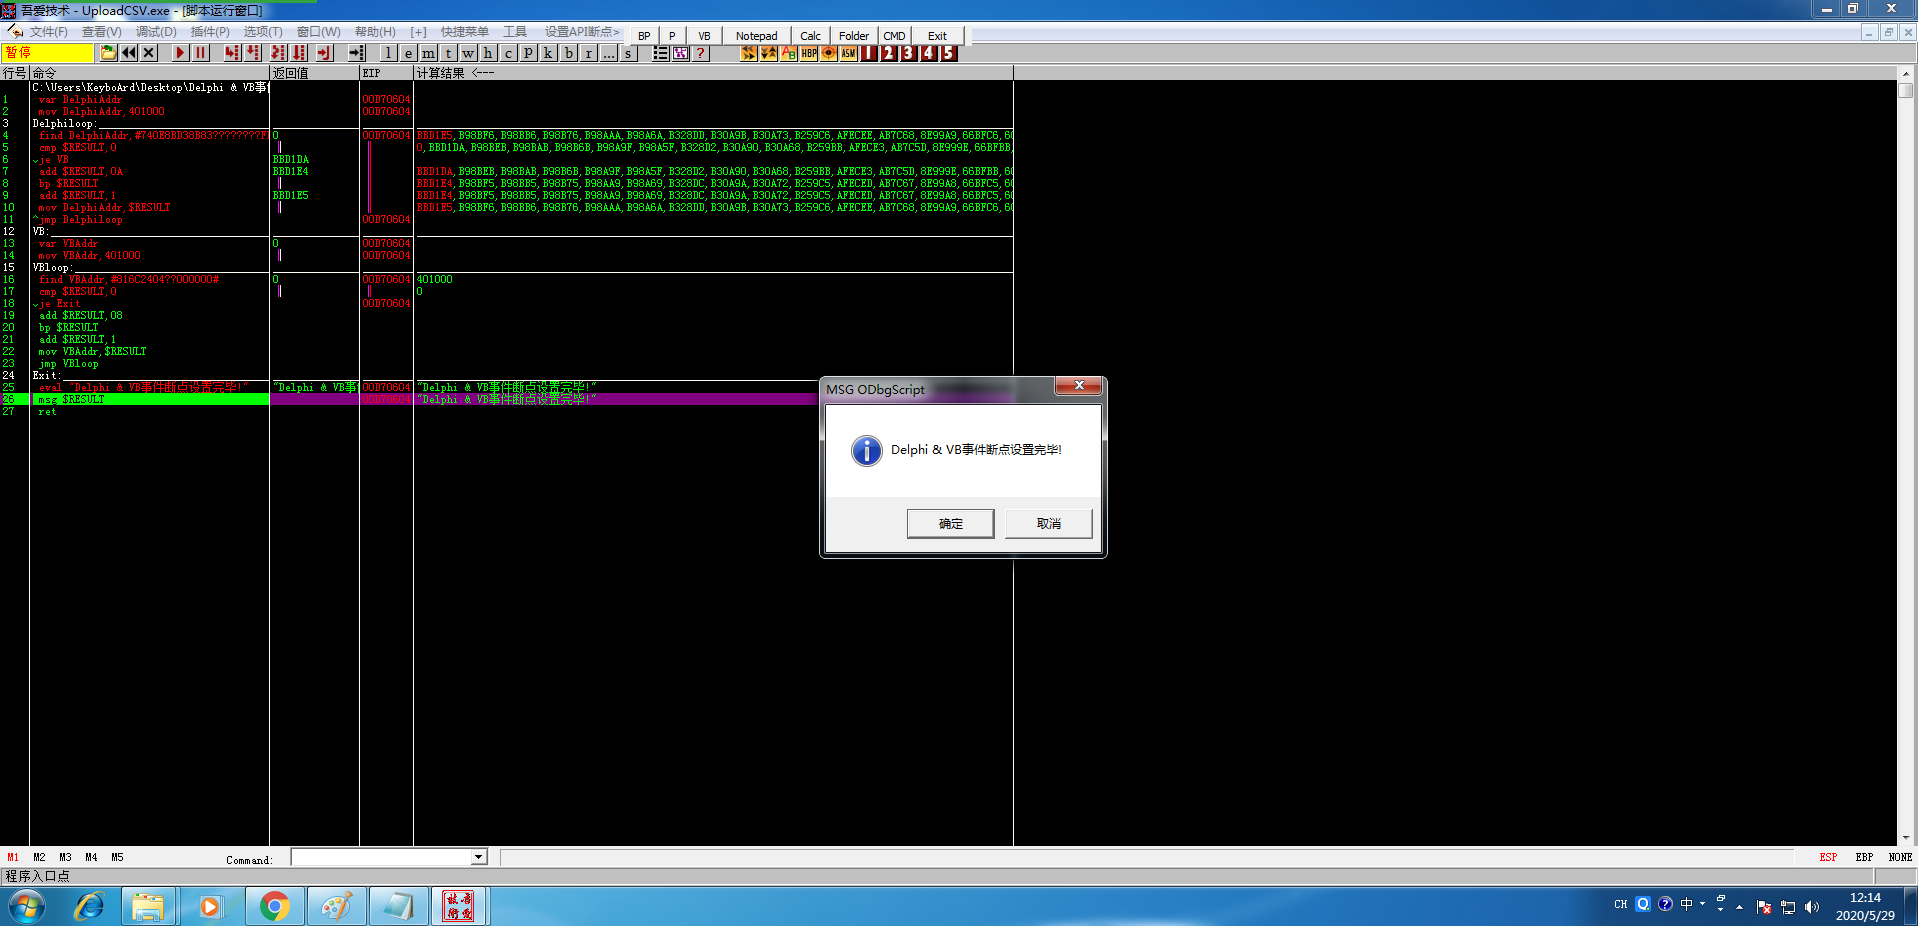 吾爱技术 - UploadCSV.exe - [脚本运行窗口]
文件(F) 查看(V) 调试(D) 插件(P) 选项(T) 窗口(W) 帮助(H) [+] 快捷菜单 工具 设置API断点> BP P VB Notepad Calc Folder CMD Exit
暂停 l e m t w h c P k b r ... s ? HBP ASM 1 2 3 4 5
行号 命令 返回值 EIP 计算结果 <---
C:\Users\KeyboArd\Desktop\Delphi & VB事件
1 var DelphiAddr 00D70804
2 mov DelphiAddr,401000 00D70804
3 Delphiloop:
4 find DelphiAddr,#740E8BD38B83????????F 0 00D70804 BBD1E5,B98BF6,B98BB6,B98B76,B98AAA,B98A6A,B328DD,B30A9B,B30A73,B259C6,AFECEE,AB7C68,8E99A9,66BFC6,60
5 cmp $RESULT,0 0,BBD1DA,B98BEB,B98BAB,B98B6B,B98A9F,B98A5F,B328D2,B30A90,B30A68,B259BB,AFECE3,AB7C5D,8E999E,66BFBB,
6 je VB BBD1DA
7 add $RESULT,0A BBD1E4 BBD1DA,B98BEB,B98BAB,B98B6B,B98A9F,B98A5F,B328D2,B30A90,B30A68,B259BB,AFECE3,AB7C5D,8E999E,66BFBB,60
8 bp $RESULT BBD1E4,B98BF5,B98BB5,B98B75,B98AA9,B98A69,B328DC,B30A9A,B30A72,B259C5,AFECED,AB7C67,8E99A8,66BFC5,60
9 add $RESULT,1 BBD1E5 BBD1E4,B98BF5,B98BB5,B98B75,B98AA9,B98A69,B328DC,B30A9A,B30A72,B259C5,AFECED,AB7C67,8E99A8,66BFC5,60
10 mov DelphiAddr,$RESULT BBD1E5,B98BF6,B98BB6,B98B76,B98AAA,B98A6A,B328DD,B30A9B,B30A73,B259C6,AFECEE,AB7C68,8E99A9,66BFC6,60
11 ^jmp Delphiloop 00D70804
12 VB:
13 var VBAddr 0 00D70804
14 mov VBAddr,401000 00D70804
15 VBloop:
16 find VBAddr,#816C2404??000000# 0 00D70804 401000
17 cmp $RESULT,0 0
18 je Exit 00D70804
19 add $RESULT,08
20 bp $RESULT
21 add $RESULT,1
22 mov VBAddr,$RESULT
23 jmp VBloop
24 Exit:
25 eval "Delphi & VB事件断点设置完毕!" "Delphi & VB事件 00D70804 "Delphi & VB事件断点设置完毕!"
26 msg $RESULT 00D70804 "Delphi & VB事件断点设置完毕!"
27 ret
MSG ODbgScript
Delphi & VB事件断点设置完毕!
确定 取消
M1 M2 M3 M4 M5 Command: ESP EBP NONE
程序入口点
CH 中 12:14
2020/5/29